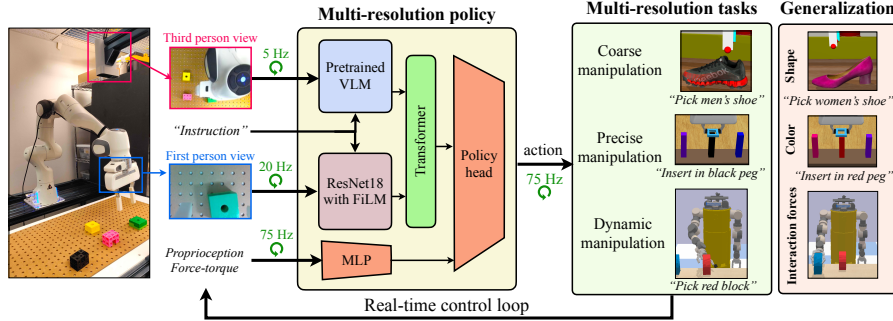 Multi-resolution policy
Multi-resolution tasks
Generalization
Third person view
5 Hz
Pretrained
VLM
"Instruction"
First person view
20 Hz
ResNet18
with FiLM
Transformer
Policy
head
75 Hz
Proprioception
Force-torque
MLP
action
75 Hz
Coarse
manipulation
"Pick men's shoe"
Precise
manipulation
"Insert in black peg"
Dynamic
manipulation
"Pick red block"
Shape
"Pick women's shoe"
Color
"Insert in red peg"
Interaction forces
Real-time control loop